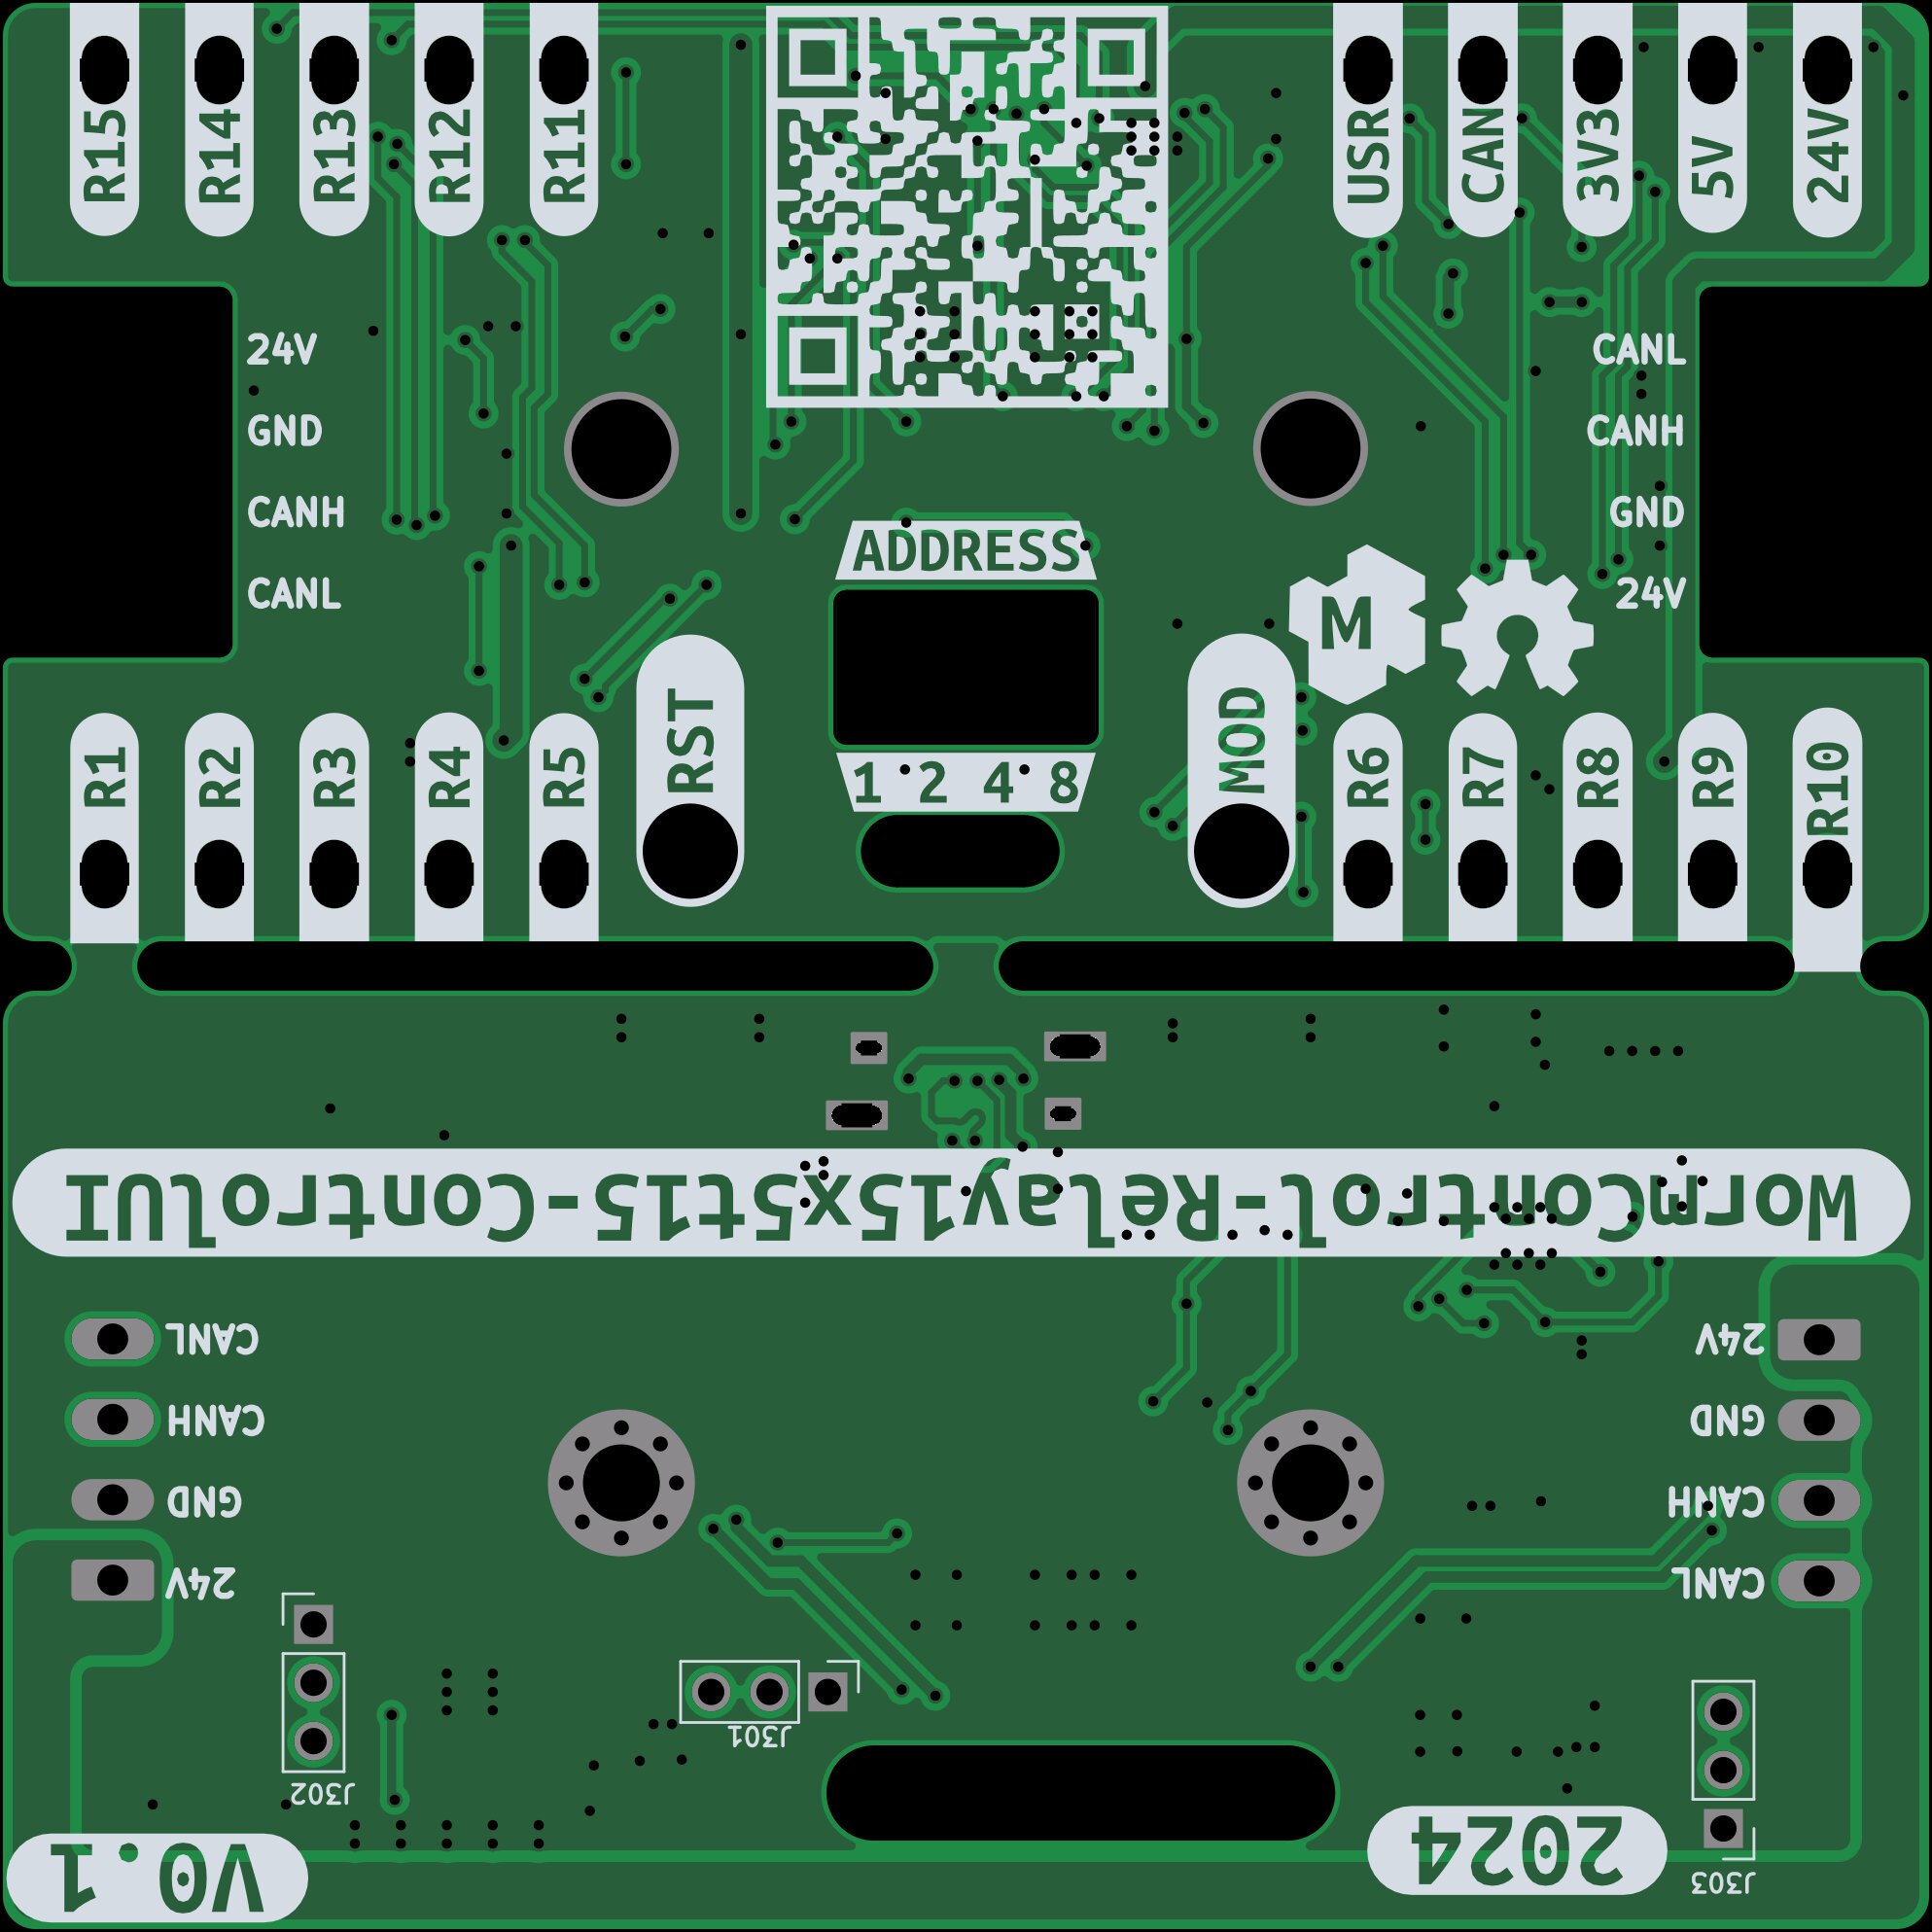 R15
R14
R13
R12
R11
USR
CAN
3V3
5V
24V
24V
GND
CANH
CANL
CANL
CANH
GND
24V
ADDRESS
M
1 2 4 8
R1
R2
R3
R4
R5
RST
MOD
R6
R7
R8
R9
R10
WormControl-Relay15x5St15-ControlUI
CANL
CANH
GND
24V
24V
GND
CANH
CANL
J301
J302
J303
V0.1
2024